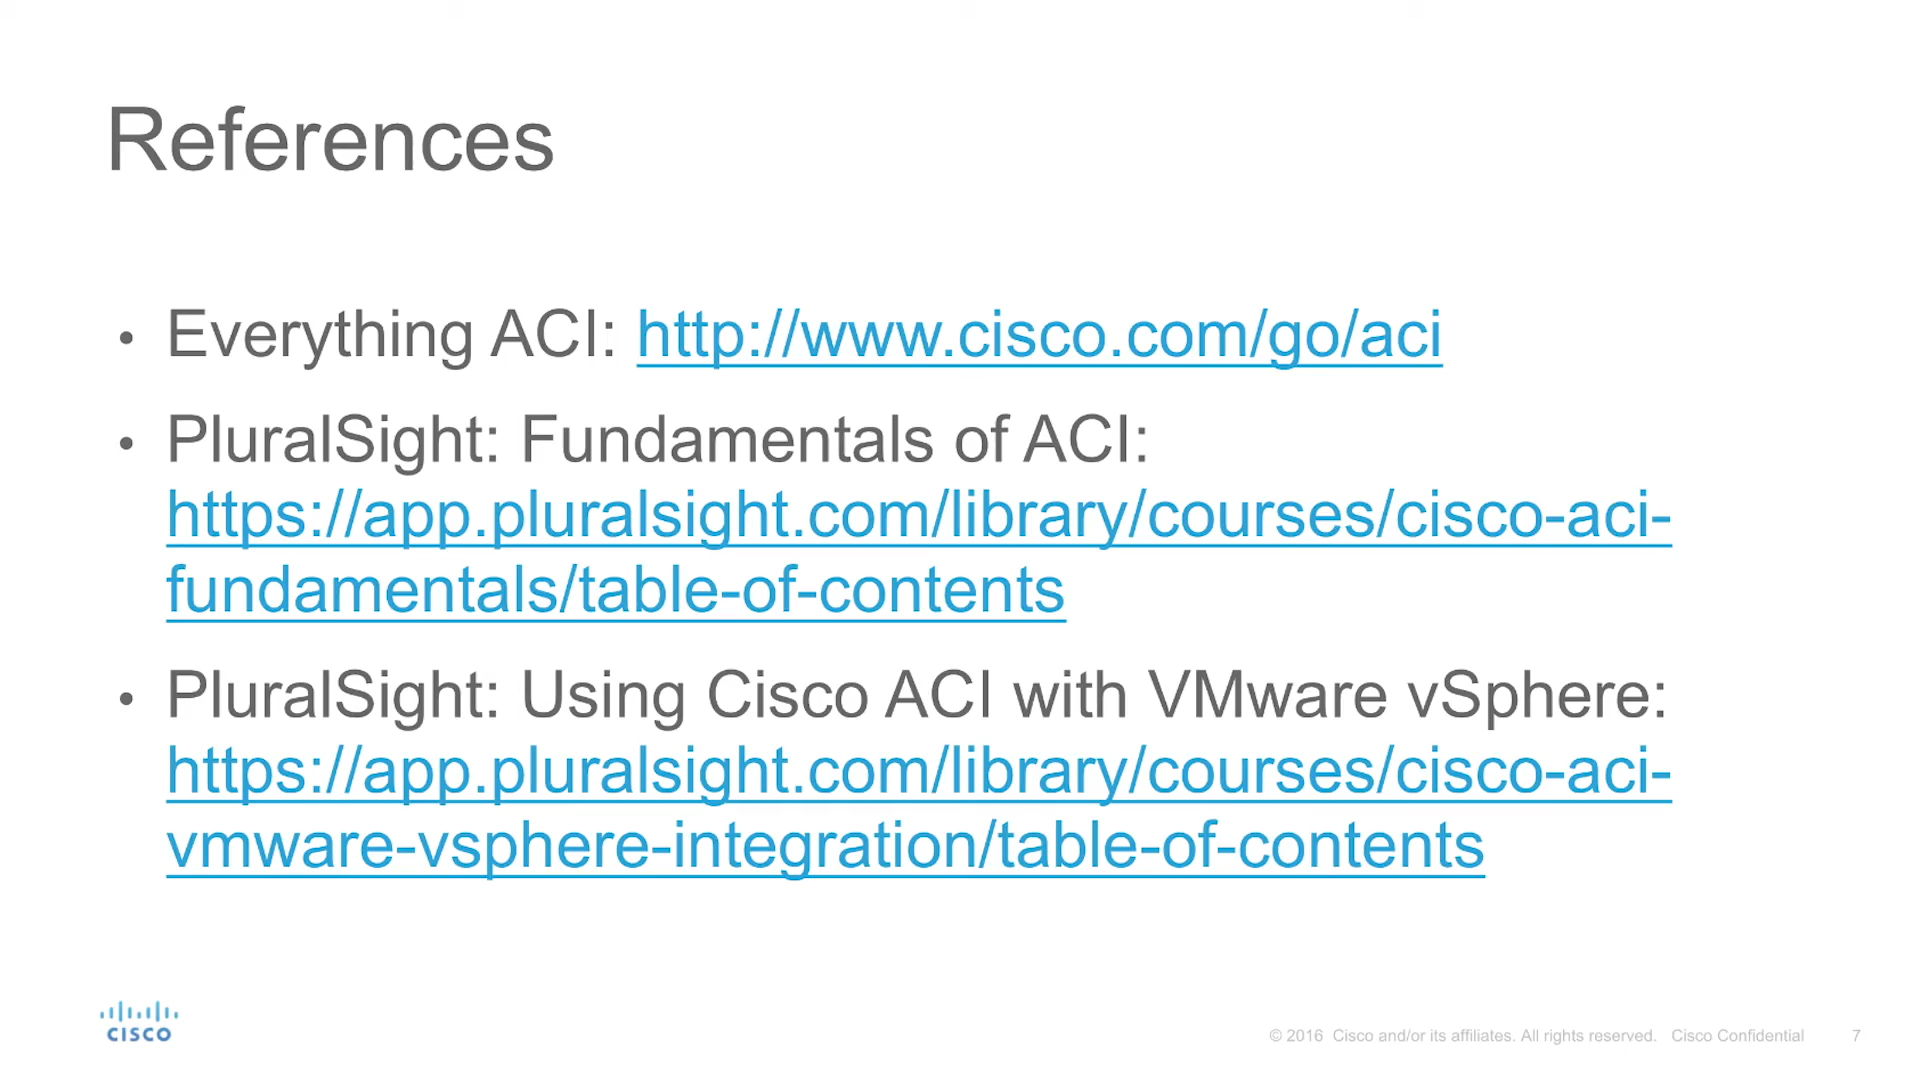 References
• Everything ACI: http://www.cisco.com/go/aci
• PluralSight: Fundamentals of ACI:
https://app.pluralsight.com/library/courses/cisco-aci-
fundamentals/table-of-contents
• PluralSight: Using Cisco ACI with VMware vSphere:
https://app.pluralsight.com/library/courses/cisco-aci-
vmware-vsphere-integration/table-of-contents
CISCO
© 2016 Cisco and/or its affiliates. All rights reserved. Cisco Confidential 7